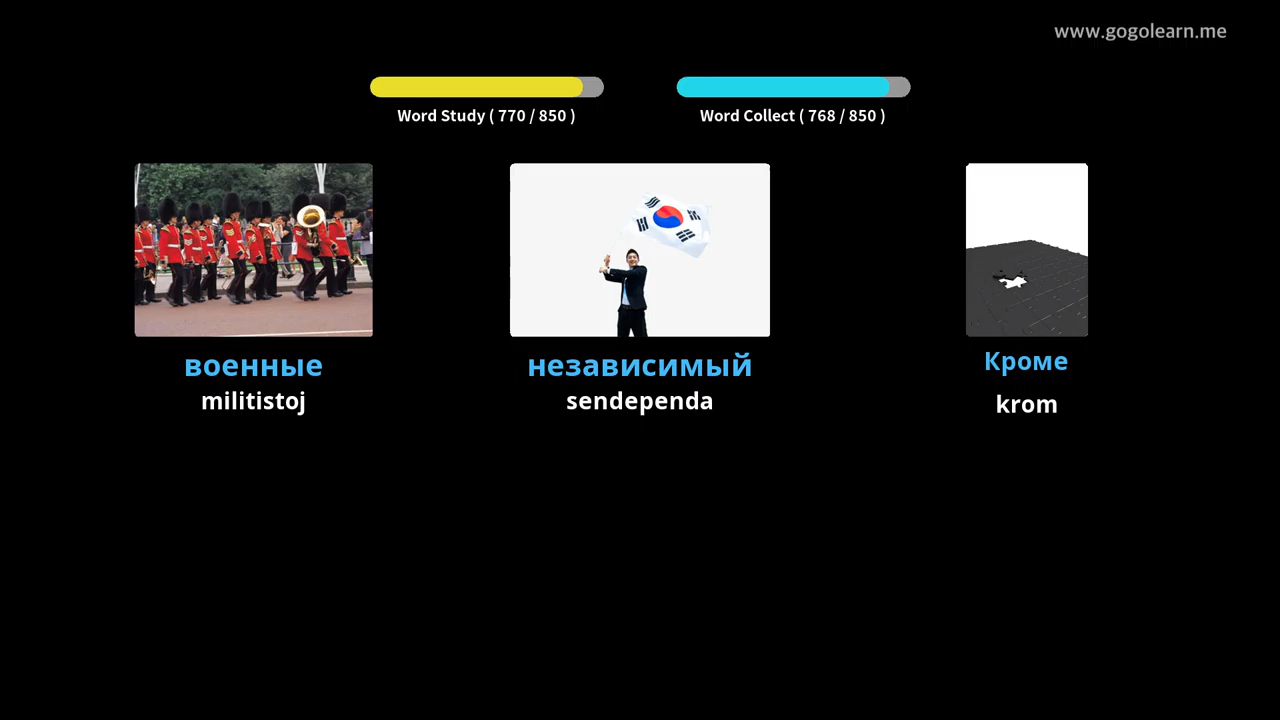 www.gogolearn.me
Word Study ( 770 / 850 )
Word Collect ( 768 / 850 )
военные
militistoj
независимый
sendependa
Кроме
krom